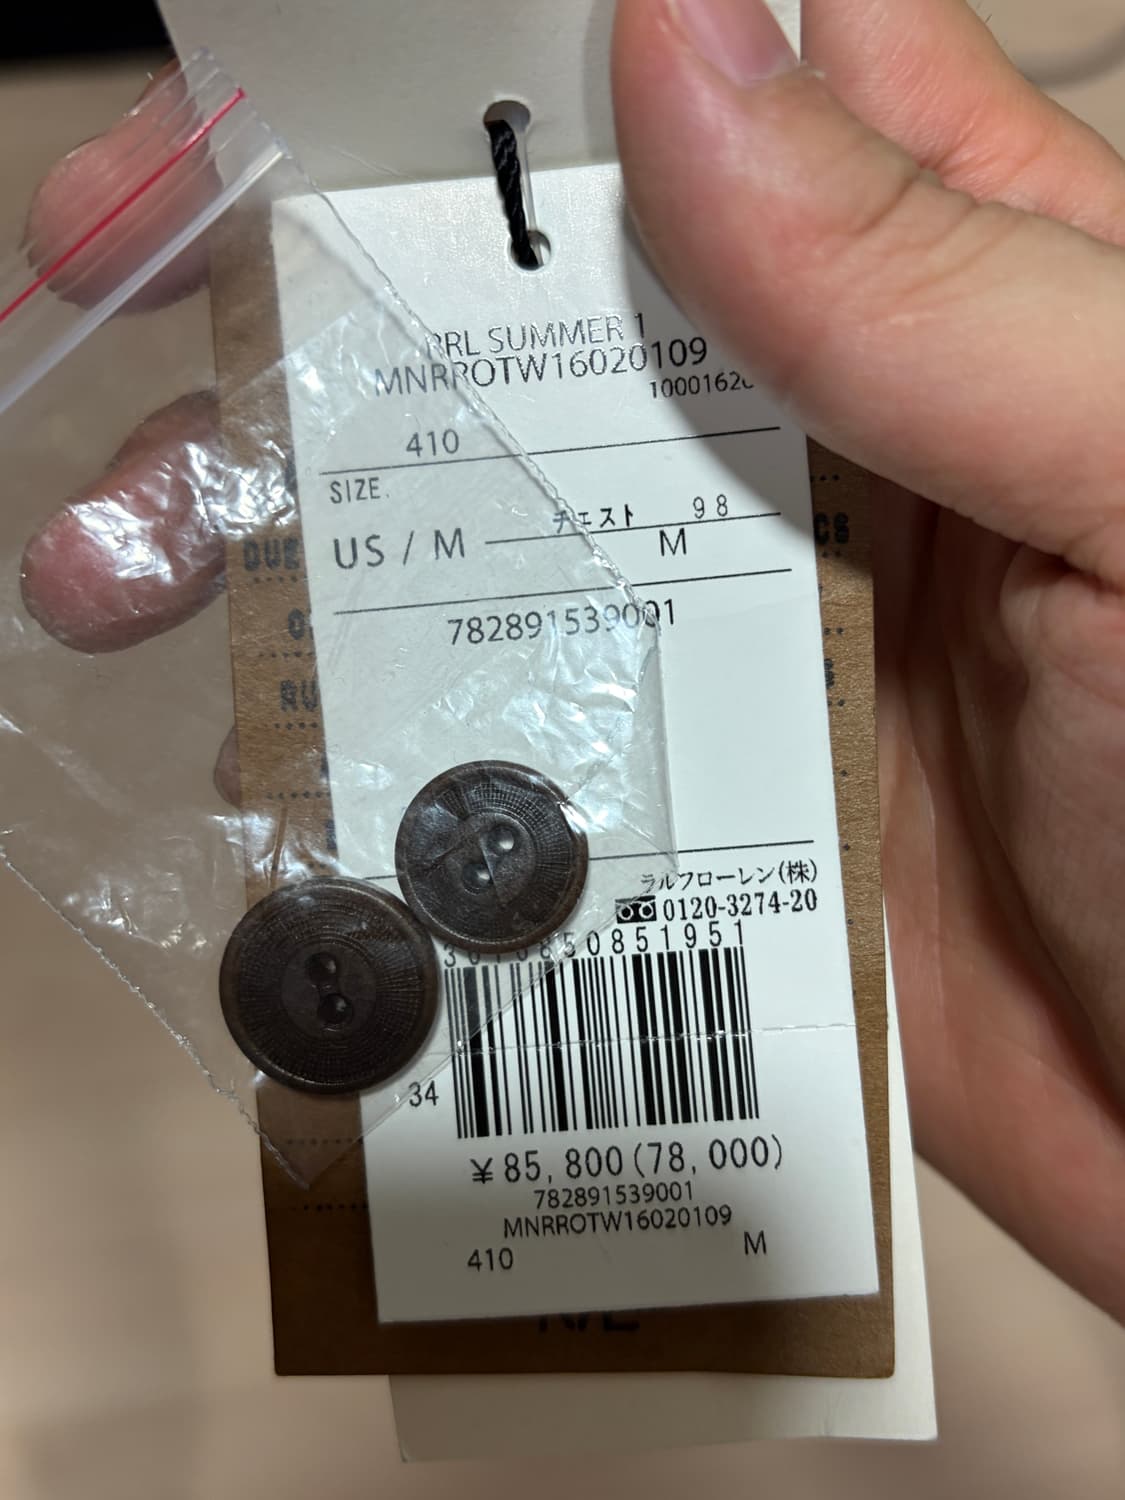 RRL SUMMER 1
MNRROTW16020109
1000162
410
SIZE.
チェスト 98
US / M M
782891539001
ラルフローレン(株)
0120-3274-20
850851951
34
¥85,800(78,000)
782891539001
MNRROTW16020109
410 M